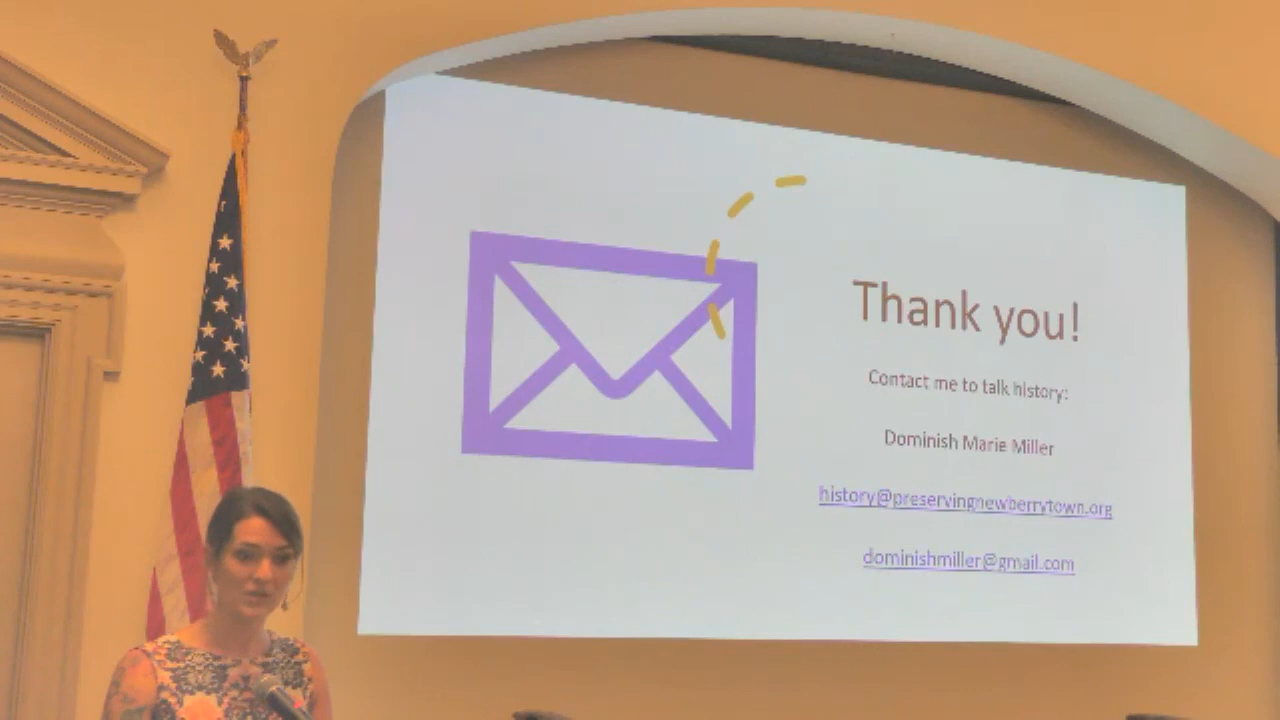 Thank you!
Contact me to talk history:
Dominish Marie Miller
history@preservingnewberrytown.org
dominishmiller@gmail.com